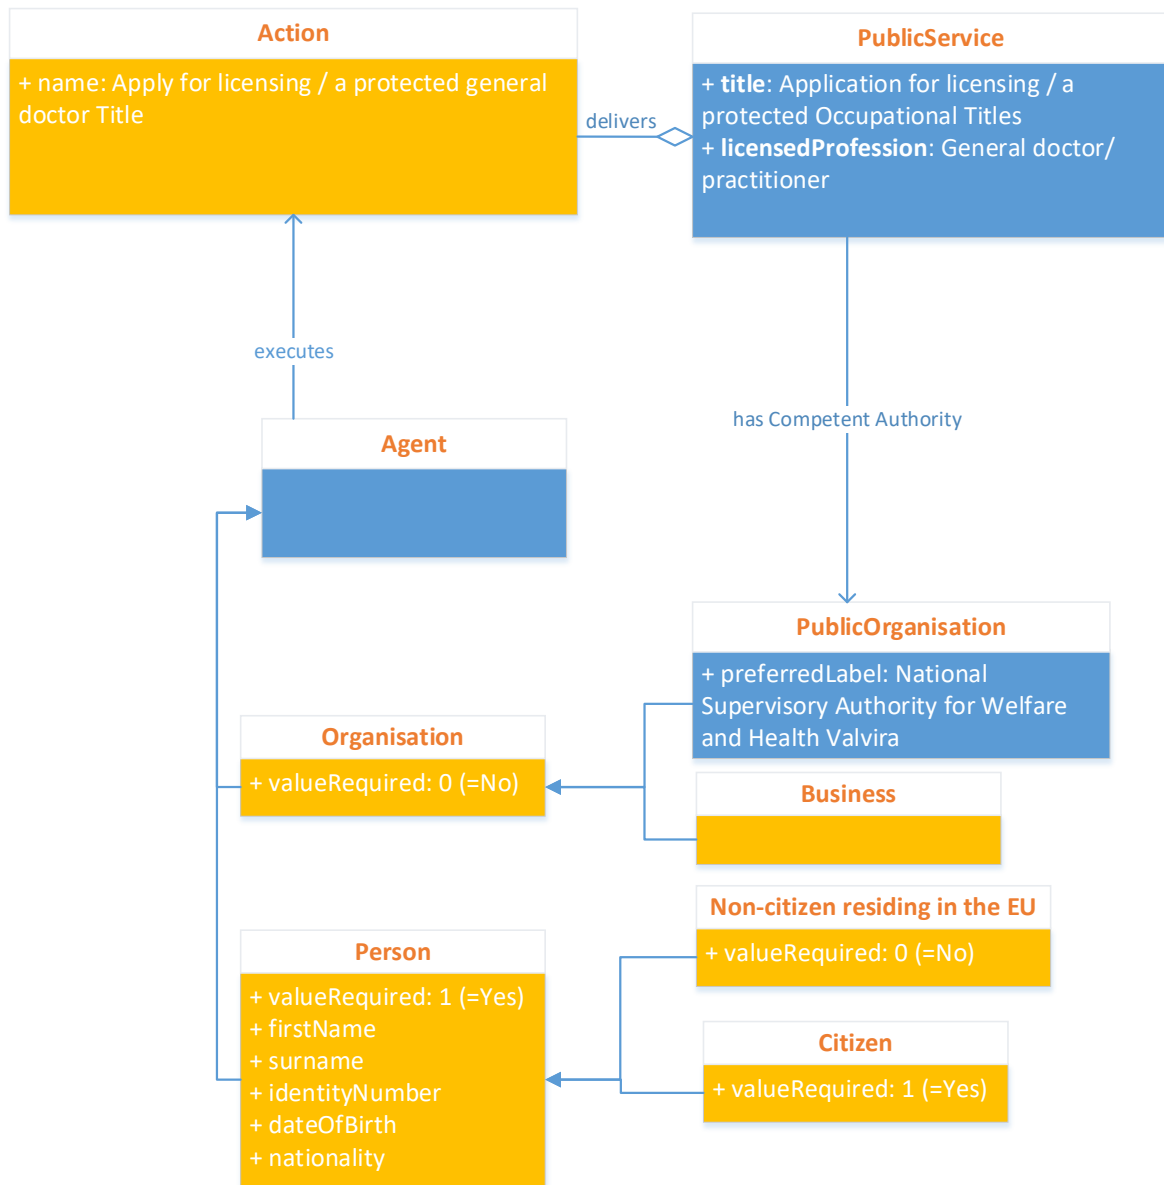 Action
+ name: Apply for licensing / a protected general
doctor Title
delivers
PublicService
+ title: Application for licensing / a
protected Occupational Titles
+ licensedProfession: General doctor/
practitioner
executes
has Competent Authority
Agent
PublicOrganisation
+ preferredLabel: National
Supervisory Authority for Welfare
and Health Valvira
Organisation
+ valueRequired: 0 (=No)
Business
Non-citizen residing in the EU
+ valueRequired: 0 (=No)
Person
+ valueRequired: 1 (=Yes)
+ firstName
+ surname
+ identityNumber
+ dateOfBirth
+ nationality
Citizen
+ valueRequired: 1 (=Yes)